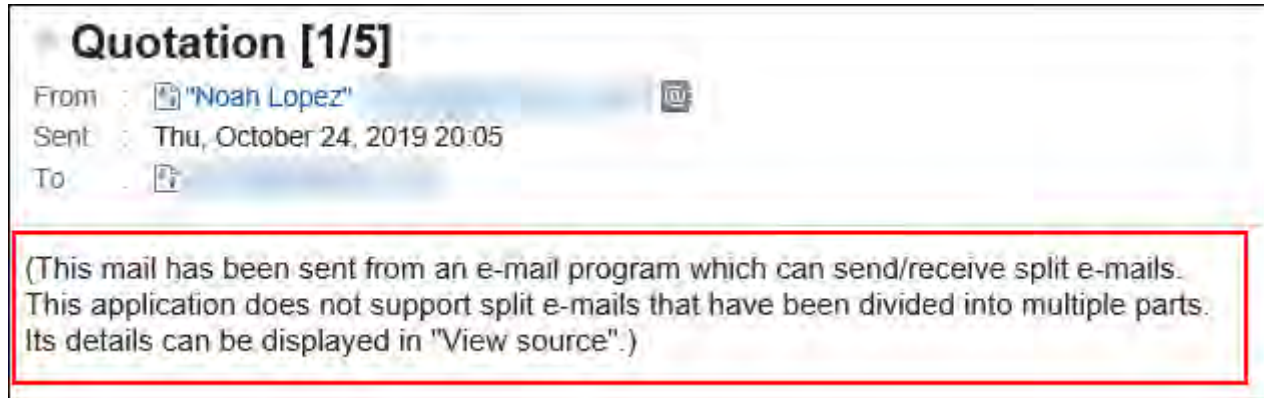 Quotation [1/5]
From : "Noah Lopez"
Sent : Thu, October 24, 2019 20:05
To :
(This mail has been sent from an e-mail program which can send/receive split e-mails.
This application does not support split e-mails that have been divided into multiple parts.
Its details can be displayed in "View source".)